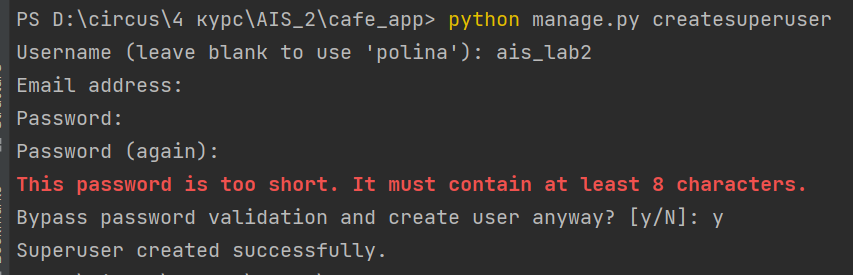 PS D:\circus\4 курс\AIS_2\cafe_app> python manage.py createsuperuser
Username (leave blank to use 'polina'): ais_lab2
Email address:
Password:
Password (again):
This password is too short. It must contain at least 8 characters.
Bypass password validation and create user anyway? [y/N]: y
Superuser created successfully.